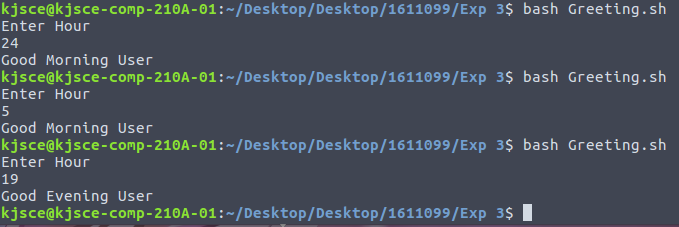 kjsce@kjsce-comp-210A-01:~/Desktop/Desktop/1611099/Exp 3$ bash Greeting.sh
Enter Hour
24
Good Morning User
kjsce@kjsce-comp-210A-01:~/Desktop/Desktop/1611099/Exp 3$ bash Greeting.sh
Enter Hour
5
Good Morning User
kjsce@kjsce-comp-210A-01:~/Desktop/Desktop/1611099/Exp 3$ bash Greeting.sh
Enter Hour
19
Good Evening User
kjsce@kjsce-comp-210A-01:~/Desktop/Desktop/1611099/Exp 3$